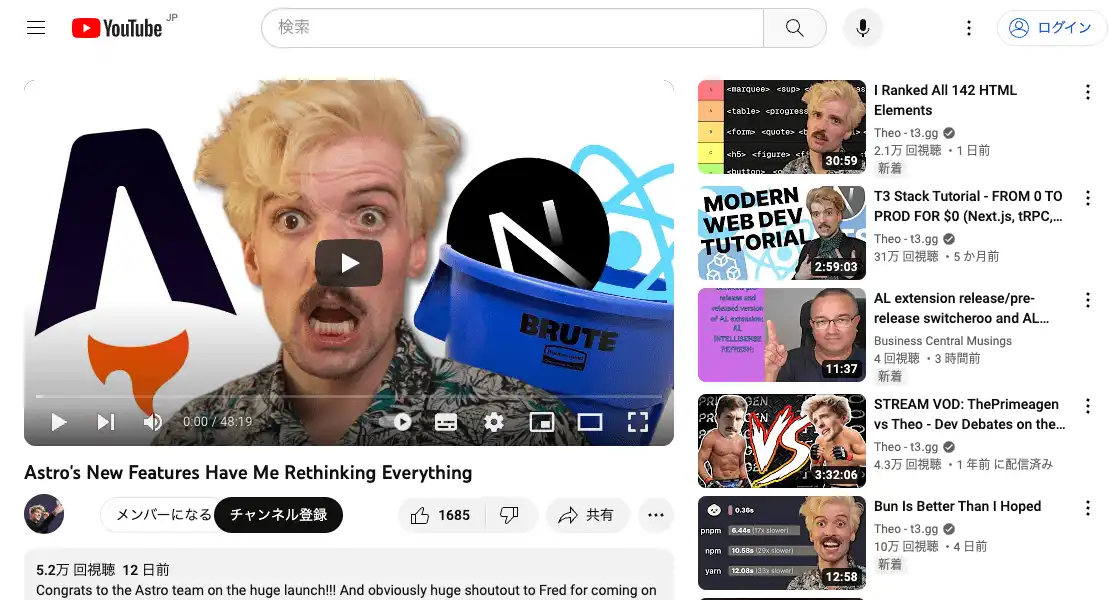 YouTube JP
検索
ログイン
BRUTE
0:00 / 48:19
Astro's New Features Have Me Rethinking Everything
メンバーになる
チャンネル登録
1685
共有
5.2万 回視聴 12 日前
Congrats to the Astro team on the huge launch!!! And obviously huge shoutout to Fred for coming on
<marquee> <sup>
<table> <progress
<form> <quote>
<h5> <figure>
<button>
30:59
I Ranked All 142 HTML
Elements
Theo - t3.gg
2.1万 回視聴 ・1 日前
新着
MODERN
WEB DEV
TUTORIAL
2:59:03
T3 Stack Tutorial - FROM 0 TO
PROD FOR $0 (Next.js, tRPC,...
Theo - t3.gg
31万 回視聴 ・5 か月前
release and
released version
of AL extension:
AL
INTELLISENSE
REFRESH;
11:37
AL extension release/pre-
release switcheroo and AL...
Business Central Musings
4 回視聴 ・3 時間前
新着
VS
3:32:06
STREAM VOD: ThePrimeagen
vs Theo - Dev Debates on the...
Theo - t3.gg
4.3万 回視聴 ・1 年前 に配信済み
0.36s
pnpm 6.44s (17x slower)
npm 10.58s (29x slower)
yarn 12.08s (33x slower)
12:58
Bun Is Better Than I Hoped
Theo - t3.gg
10万 回視聴 ・4 日前
新着